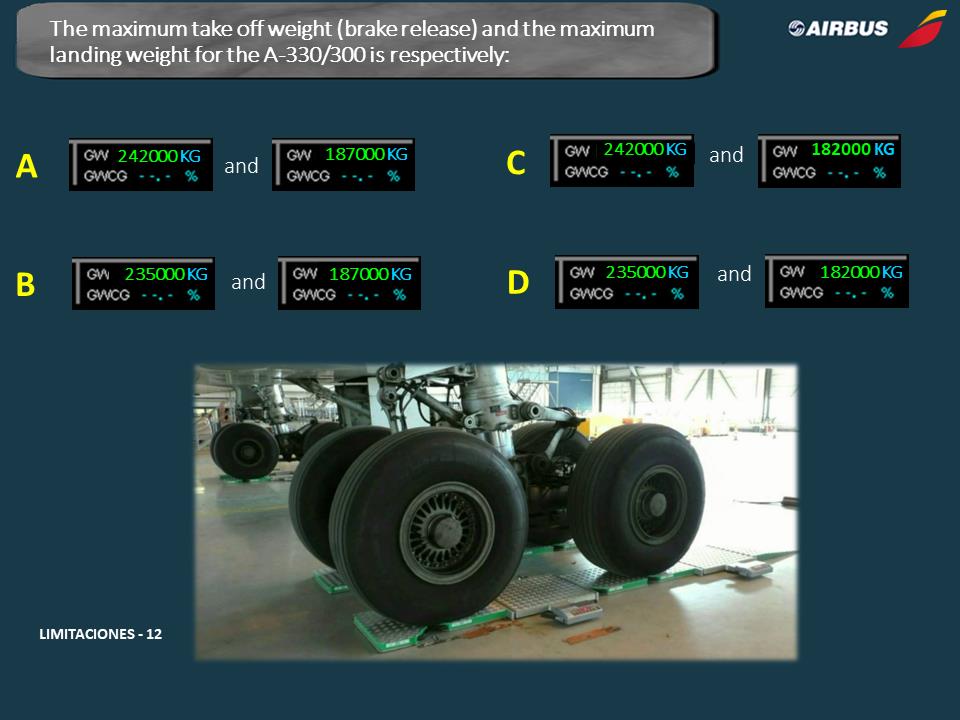 The maximum take off weight (brake release) and the maximum
landing weight for the A-330/300 is respectively:
AIRBUS
A
GW 242000 KG
GWCG --.- %
and
GW 187000 KG
GWCG --.- %
B
GW 235000 KG
GWCG --.- %
and
GW 187000 KG
GWCG --.- %
C
GW 242000 KG
GWCG --.- %
and
GW 182000 KG
GWCG --.- %
D
GW 235000 KG
GWCG --.- %
and
GW 182000 KG
GWCG --.- %
LIMITACIONES - 12